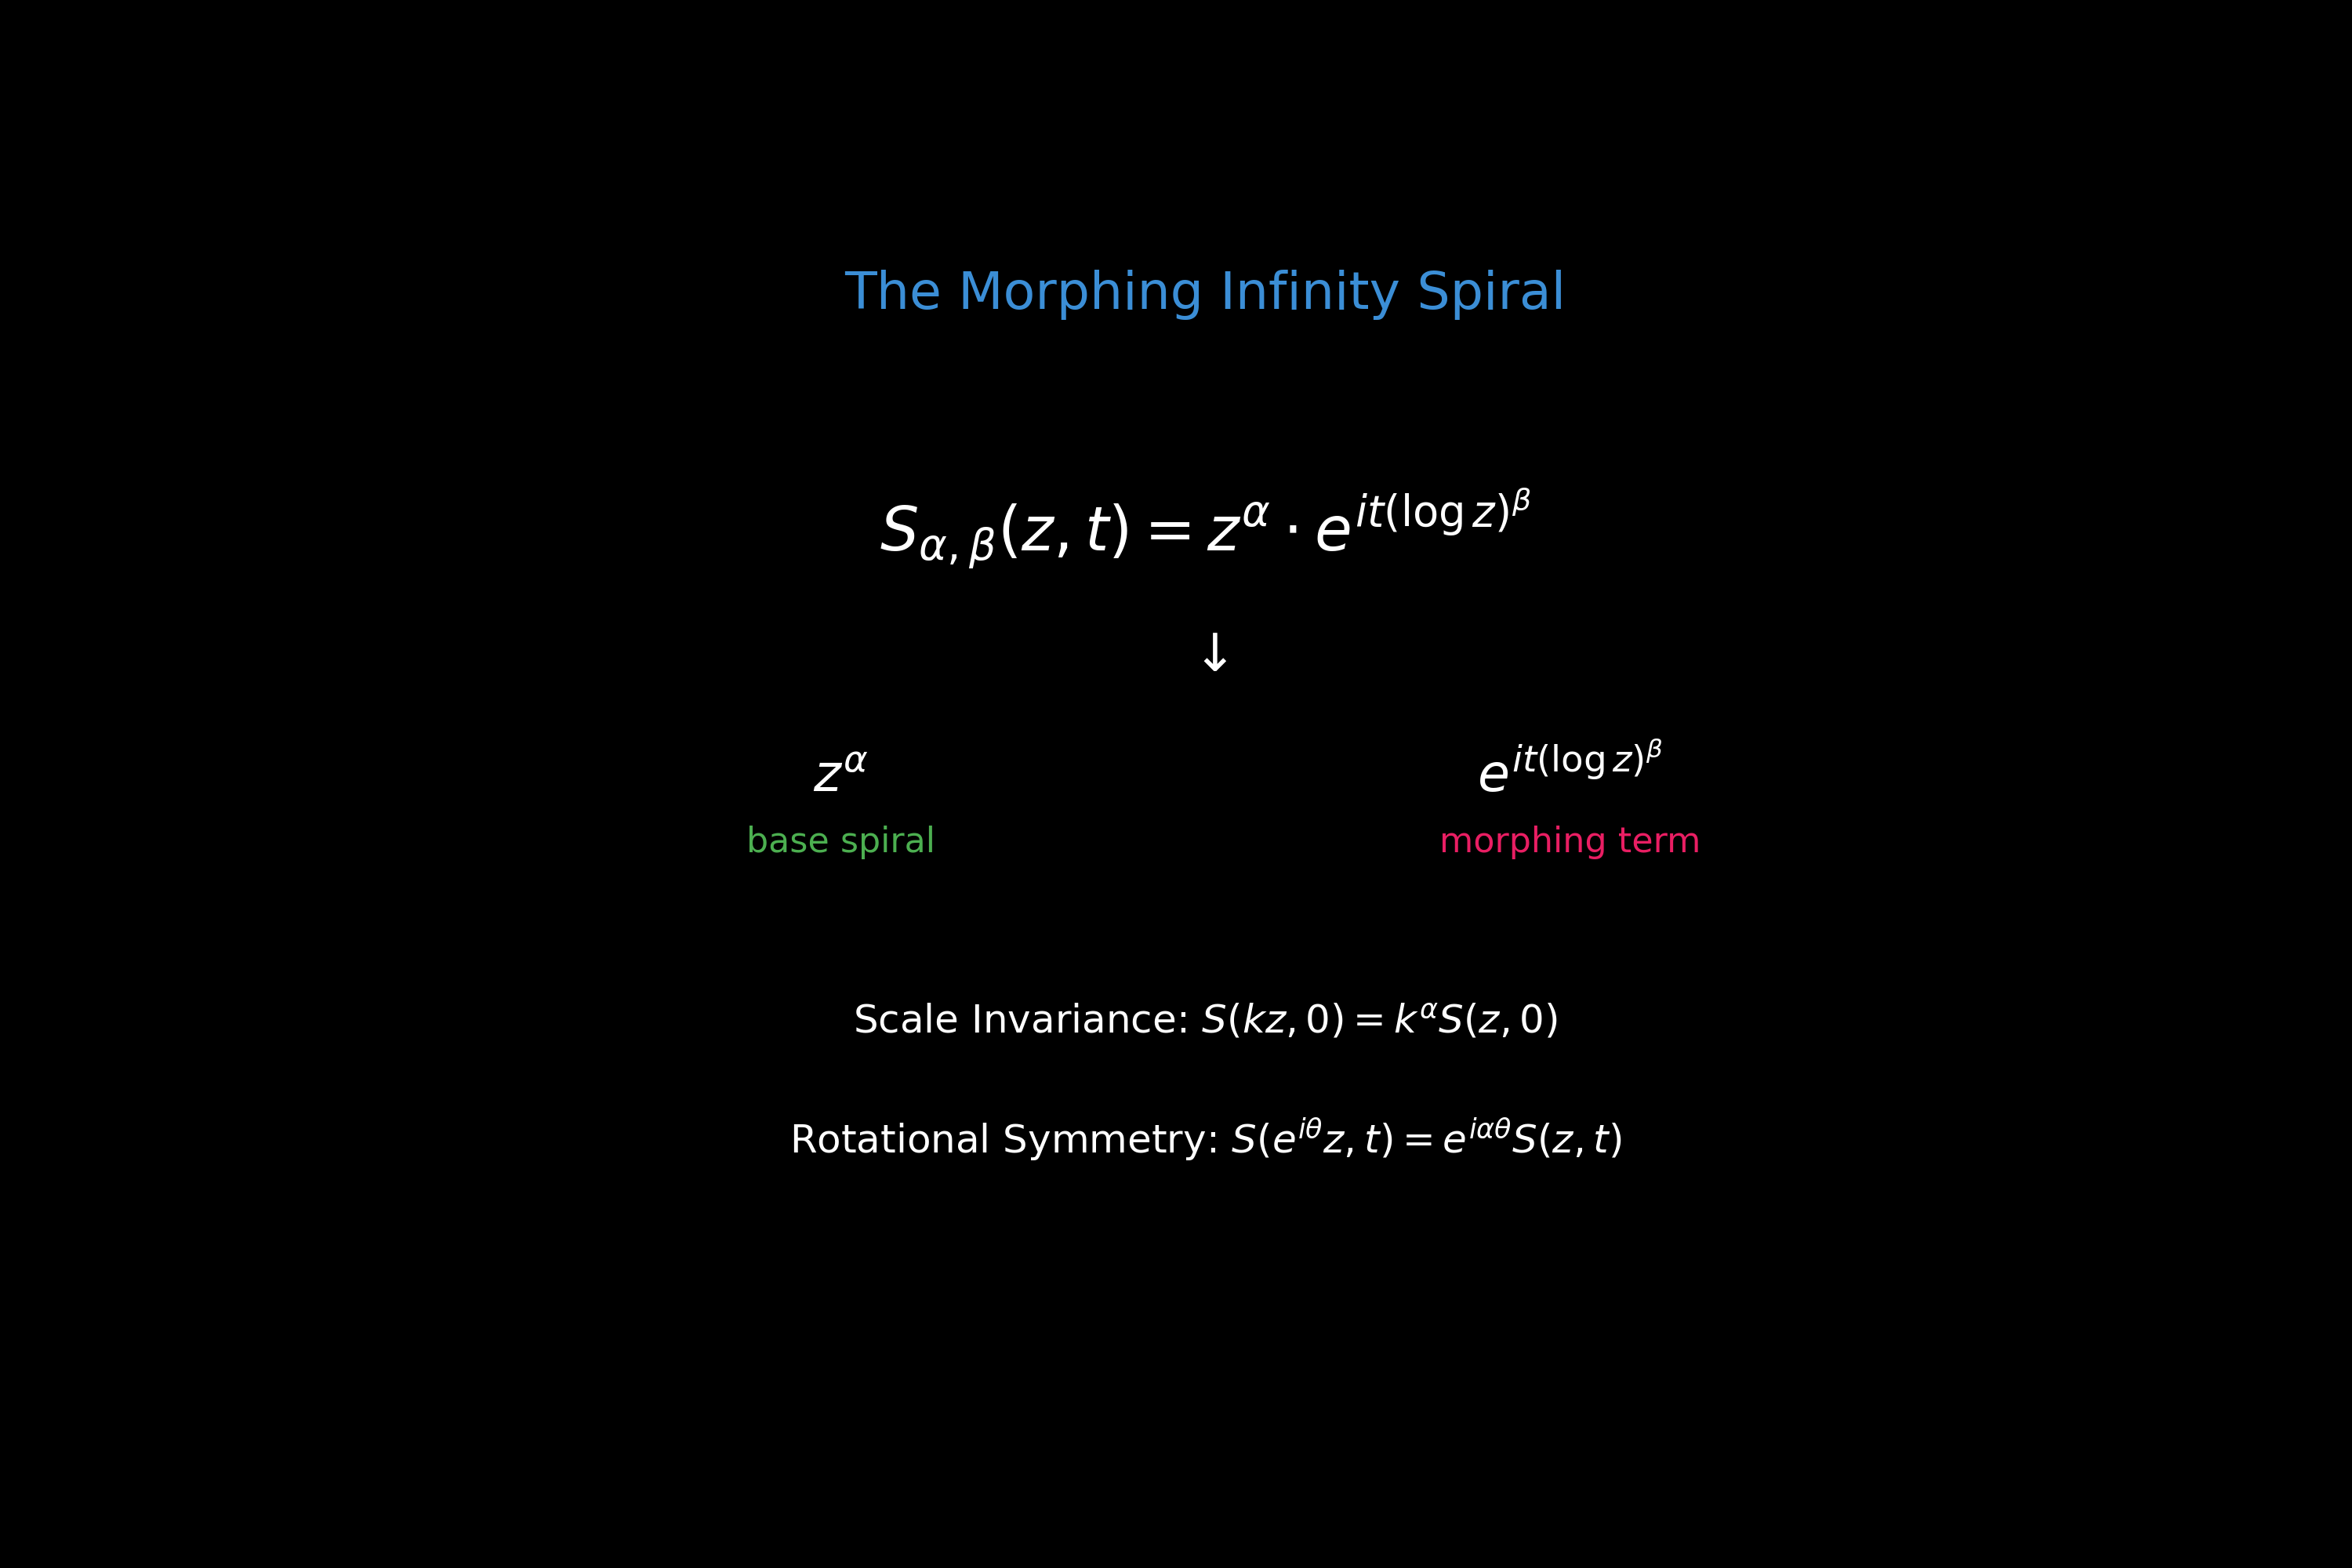 The Morphing Infinity Spiral
$S_{\alpha,\beta}(z,t) = z^{\alpha} \cdot e^{it(\log z)^{\beta}}$
↓
$z^{\alpha}$ $e^{it(\log z)^{\beta}}$
base spiral morphing term
Scale Invariance: $S(kz,0) = k^{\alpha}S(z,0)$
Rotational Symmetry: $S(e^{i\theta}z,t) = e^{i\alpha\theta}S(z,t)$